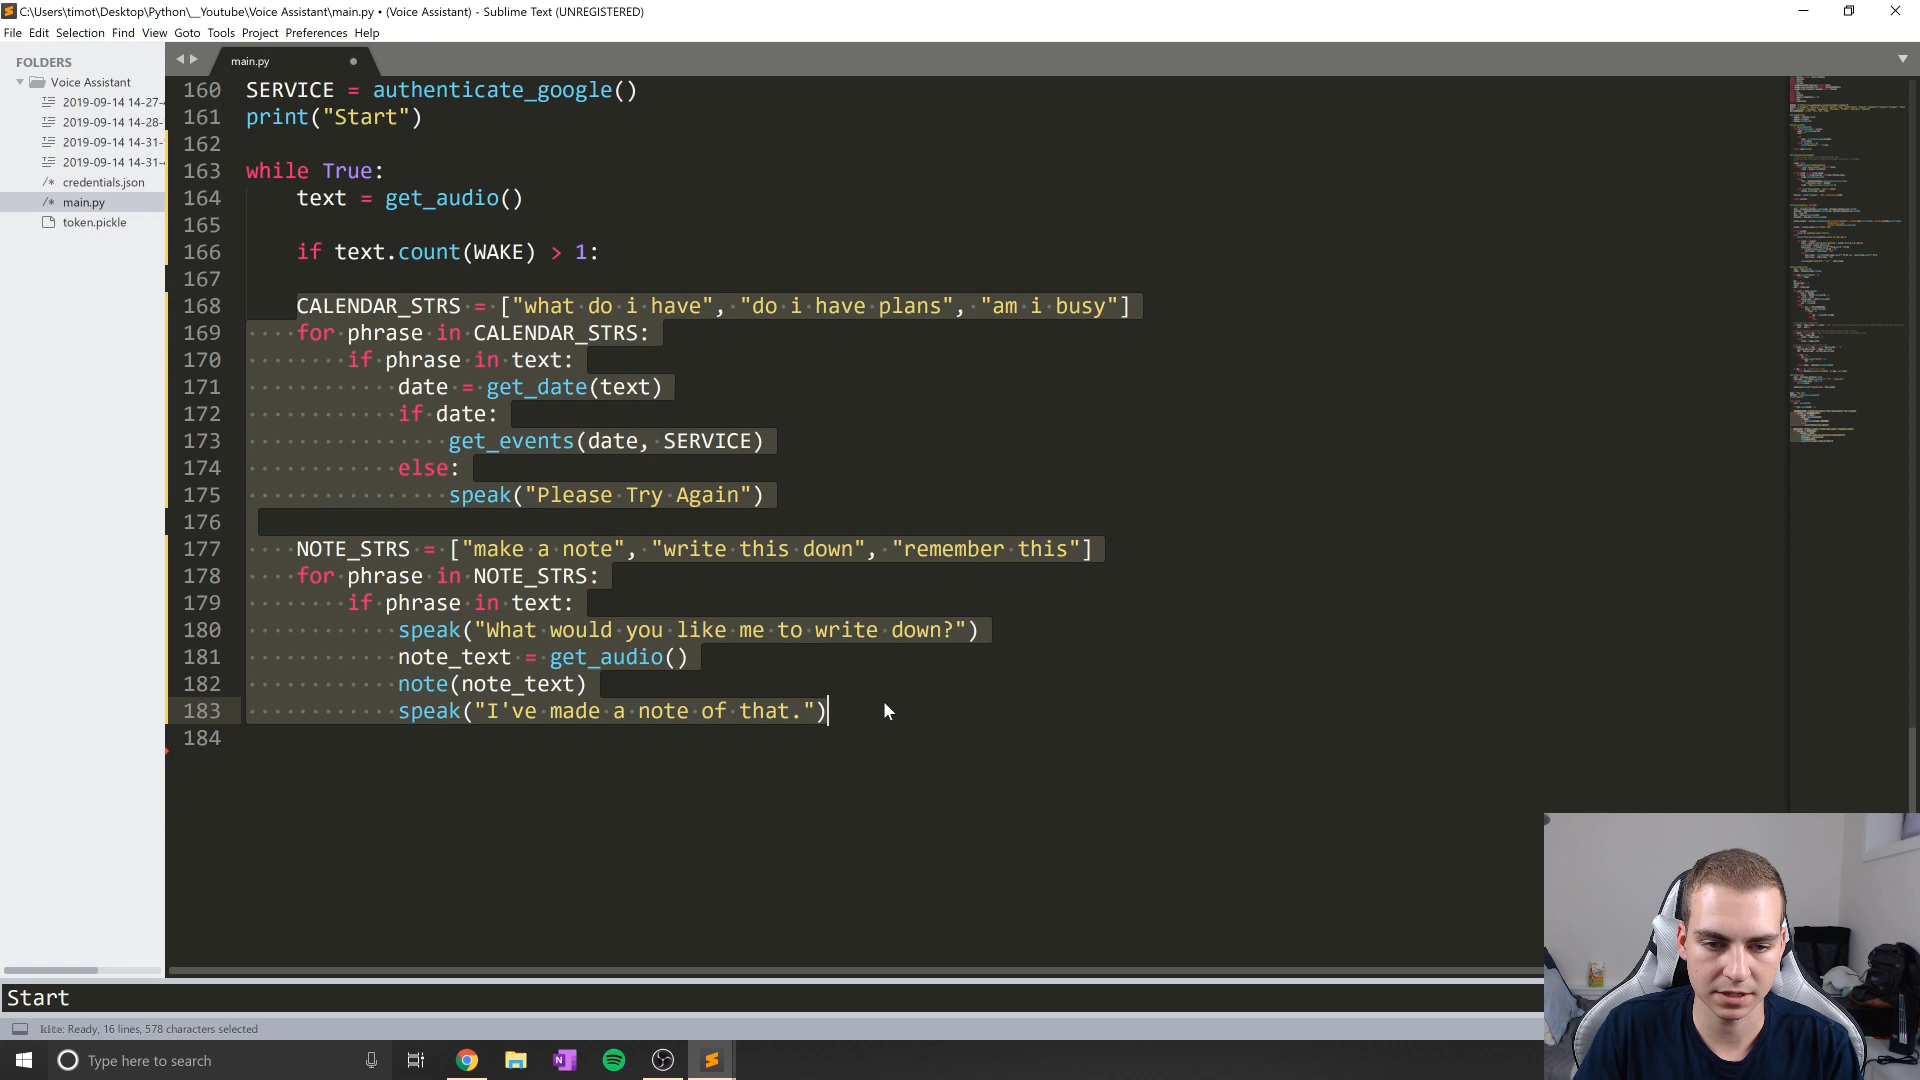 C:\Users\timot\Desktop\Python\__Youtube\Voice Assistant\main.py • (Voice Assistant) - Sublime Text (UNREGISTERED)
File Edit Selection Find View Goto Tools Project Preferences Help
FOLDERS
Voice Assistant
2019-09-14 14-27-
2019-09-14 14-28-
2019-09-14 14-31-
2019-09-14 14-31-
credentials.json
main.py
token.pickle
main.py
160 SERVICE = authenticate_google()
161 print("Start")
162
163 while True:
164     text = get_audio()
165
166     if text.count(WAKE) > 1:
167
168     CALENDAR_STRS = ["what do i have", "do i have plans", "am i busy"]
169     for phrase in CALENDAR_STRS:
170         if phrase in text:
171             date = get_date(text)
172             if date:
173                 get_events(date, SERVICE)
174             else:
175                 speak("Please Try Again")
176
177     NOTE_STRS = ["make a note", "write this down", "remember this"]
178     for phrase in NOTE_STRS:
179         if phrase in text:
180             speak("What would you like me to write down?")
181             note_text = get_audio()
182             note(note_text)
183             speak("I've made a note of that.")
184
Start
kite: Ready, 16 lines, 578 characters selected
Type here to search